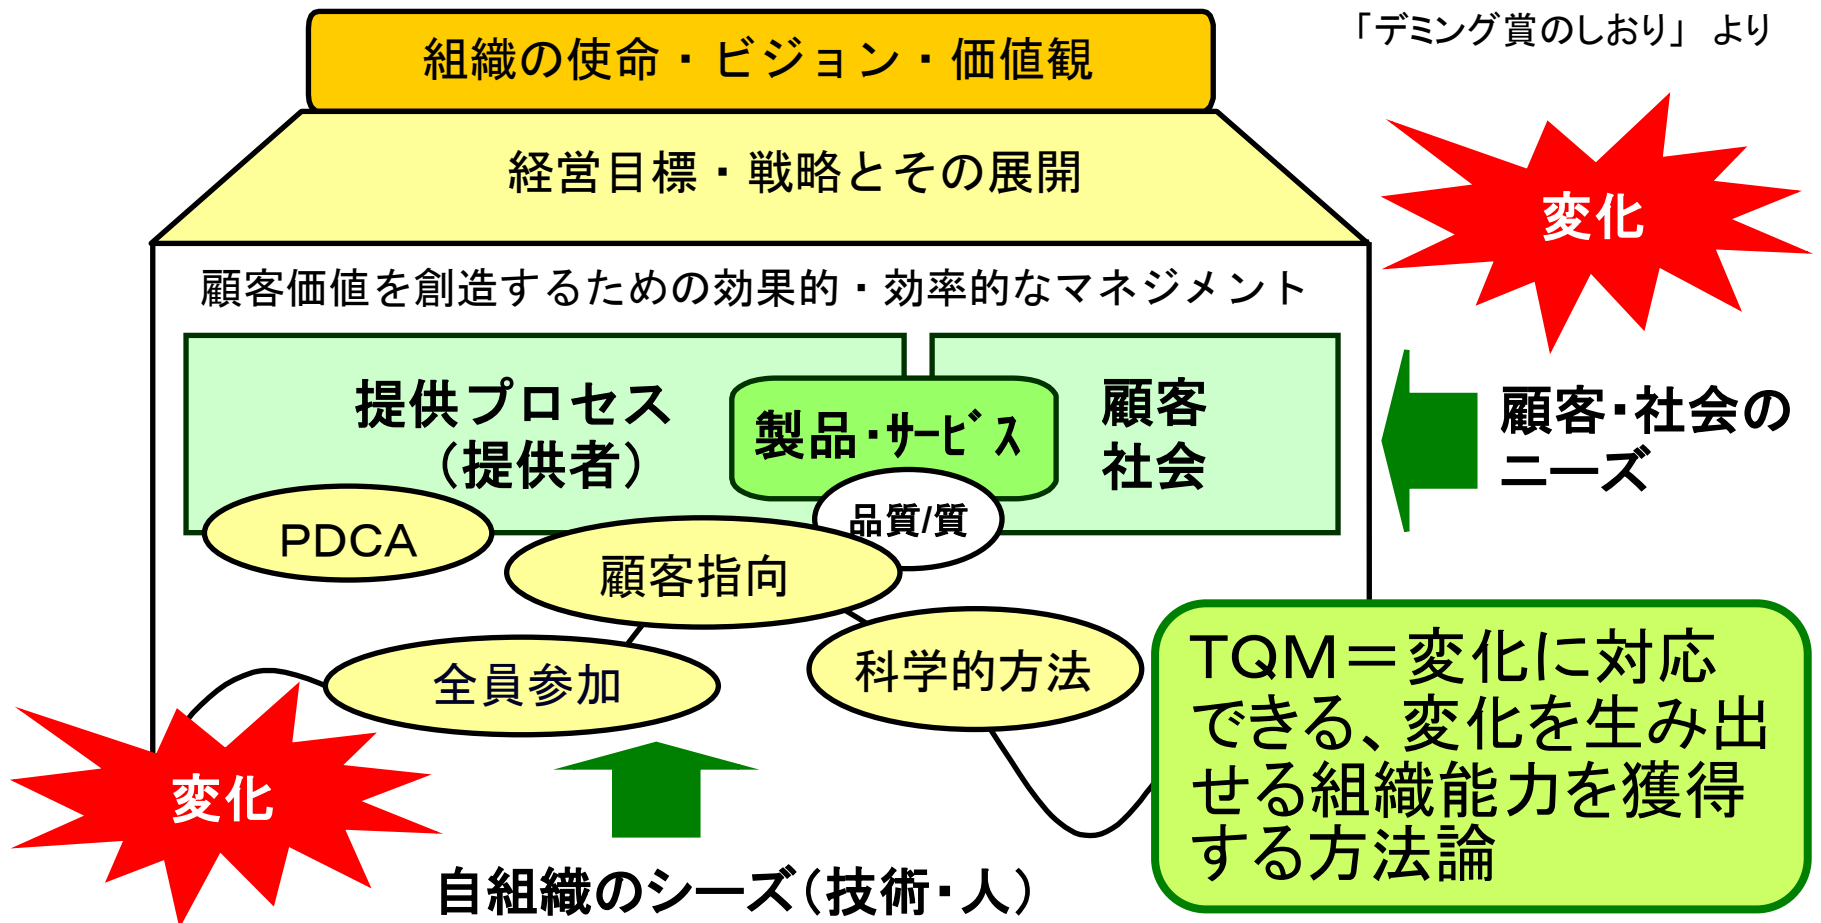 「デミング賞のしおり」 より
組織の使命・ビジョン・価値観
経営目標・戦略とその展開
変化
顧客価値を創造するための効果的・効率的なマネジメント
提供プロセス
（提供者）
製品・ｻｰﾋﾞｽ
顧客
社会
顧客・社会の
ニーズ
品質/質
PDCA
顧客指向
全員参加
科学的方法
TQM＝変化に対応
できる、変化を生み出
せる組織能力を獲得
する方法論
変化
自組織のシーズ（技術・人）